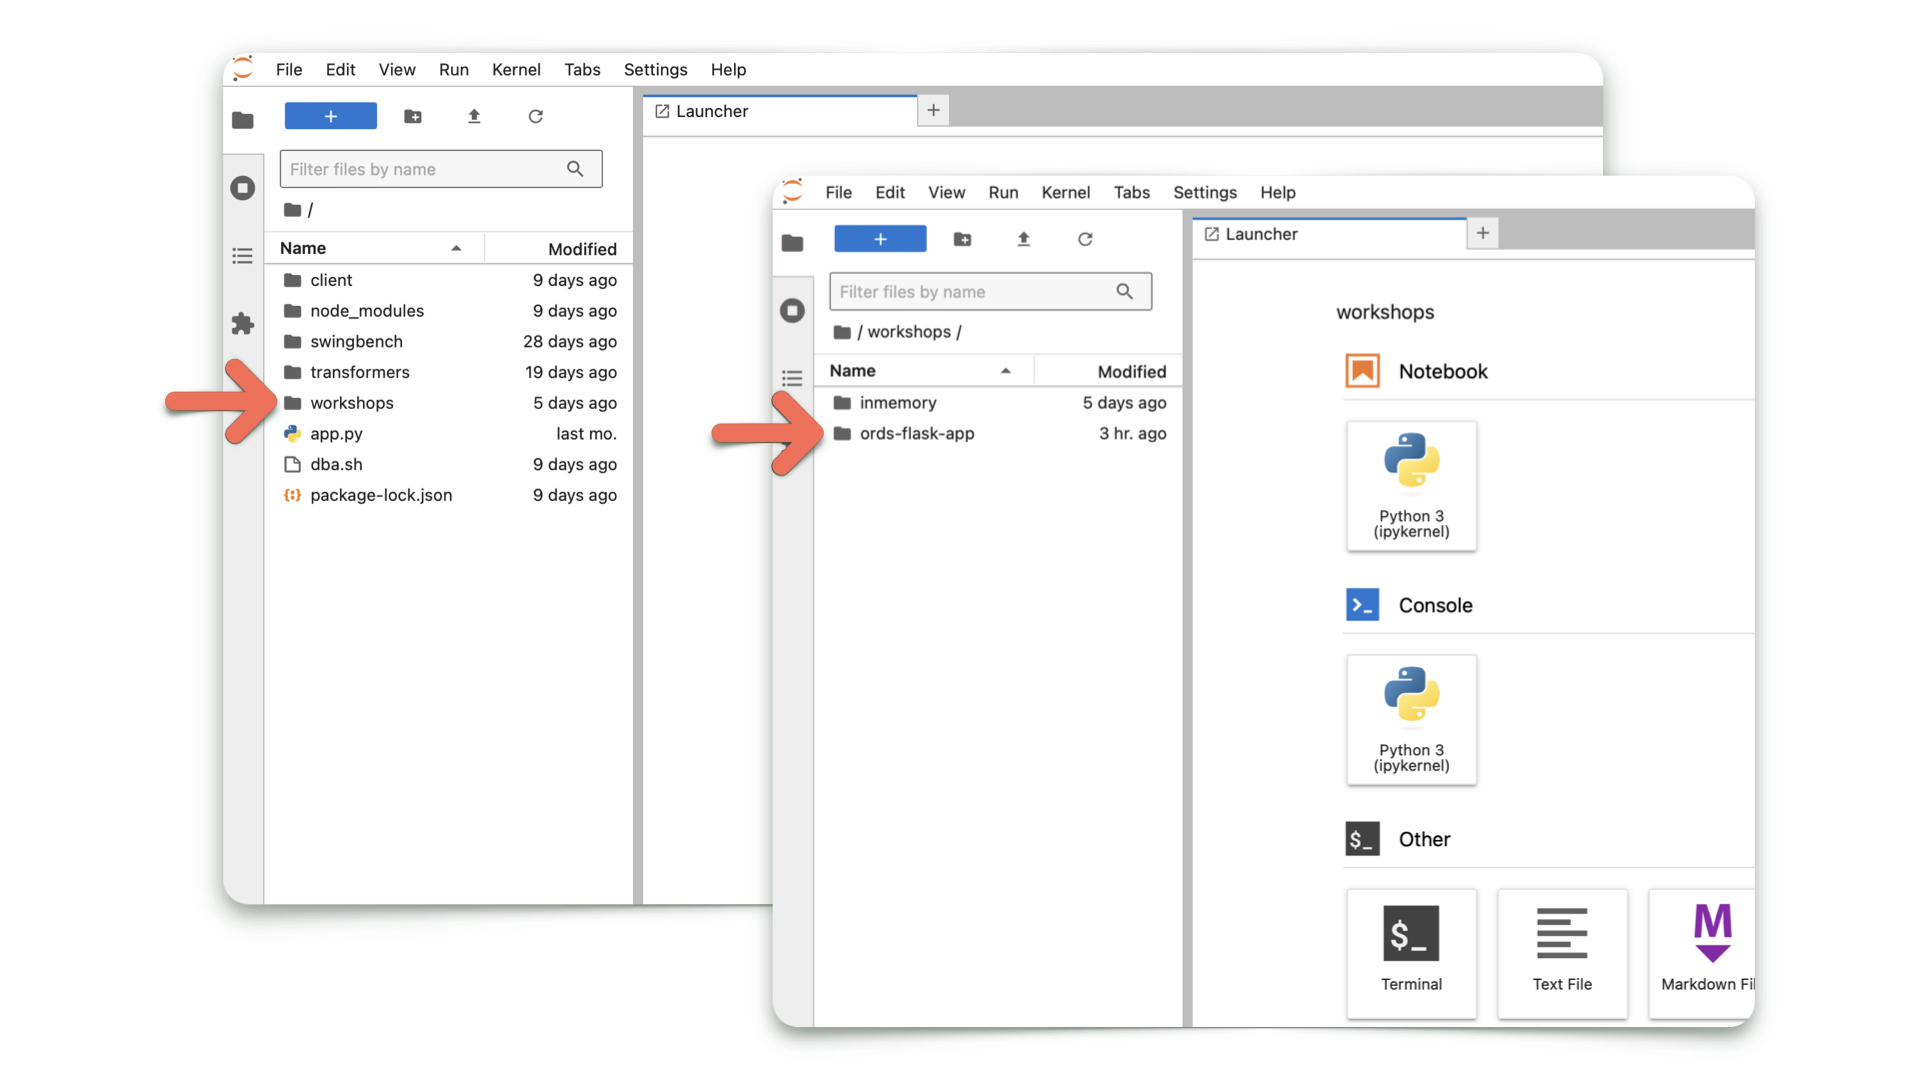 File Edit View Run Kernel Tabs Settings Help
+
Launcher
+
Filter files by name
/
Name Modified
client 9 days ago
node_modules 9 days ago
swingbench 28 days ago
transformers 19 days ago
workshops 5 days ago
app.py last mo.
dba.sh 9 days ago
package-lock.json 9 days ago
File Edit View Run Kernel Tabs Settings Help
+
Launcher
+
Filter files by name
/ workshops /
Name Modified
inmemory 5 days ago
ords-flask-app 3 hr. ago
workshops
Notebook
Python 3
(ipykernel)
>_ Console
Python 3
(ipykernel)
$_ Other
$_
Terminal
Text File
M
Markdown Fil